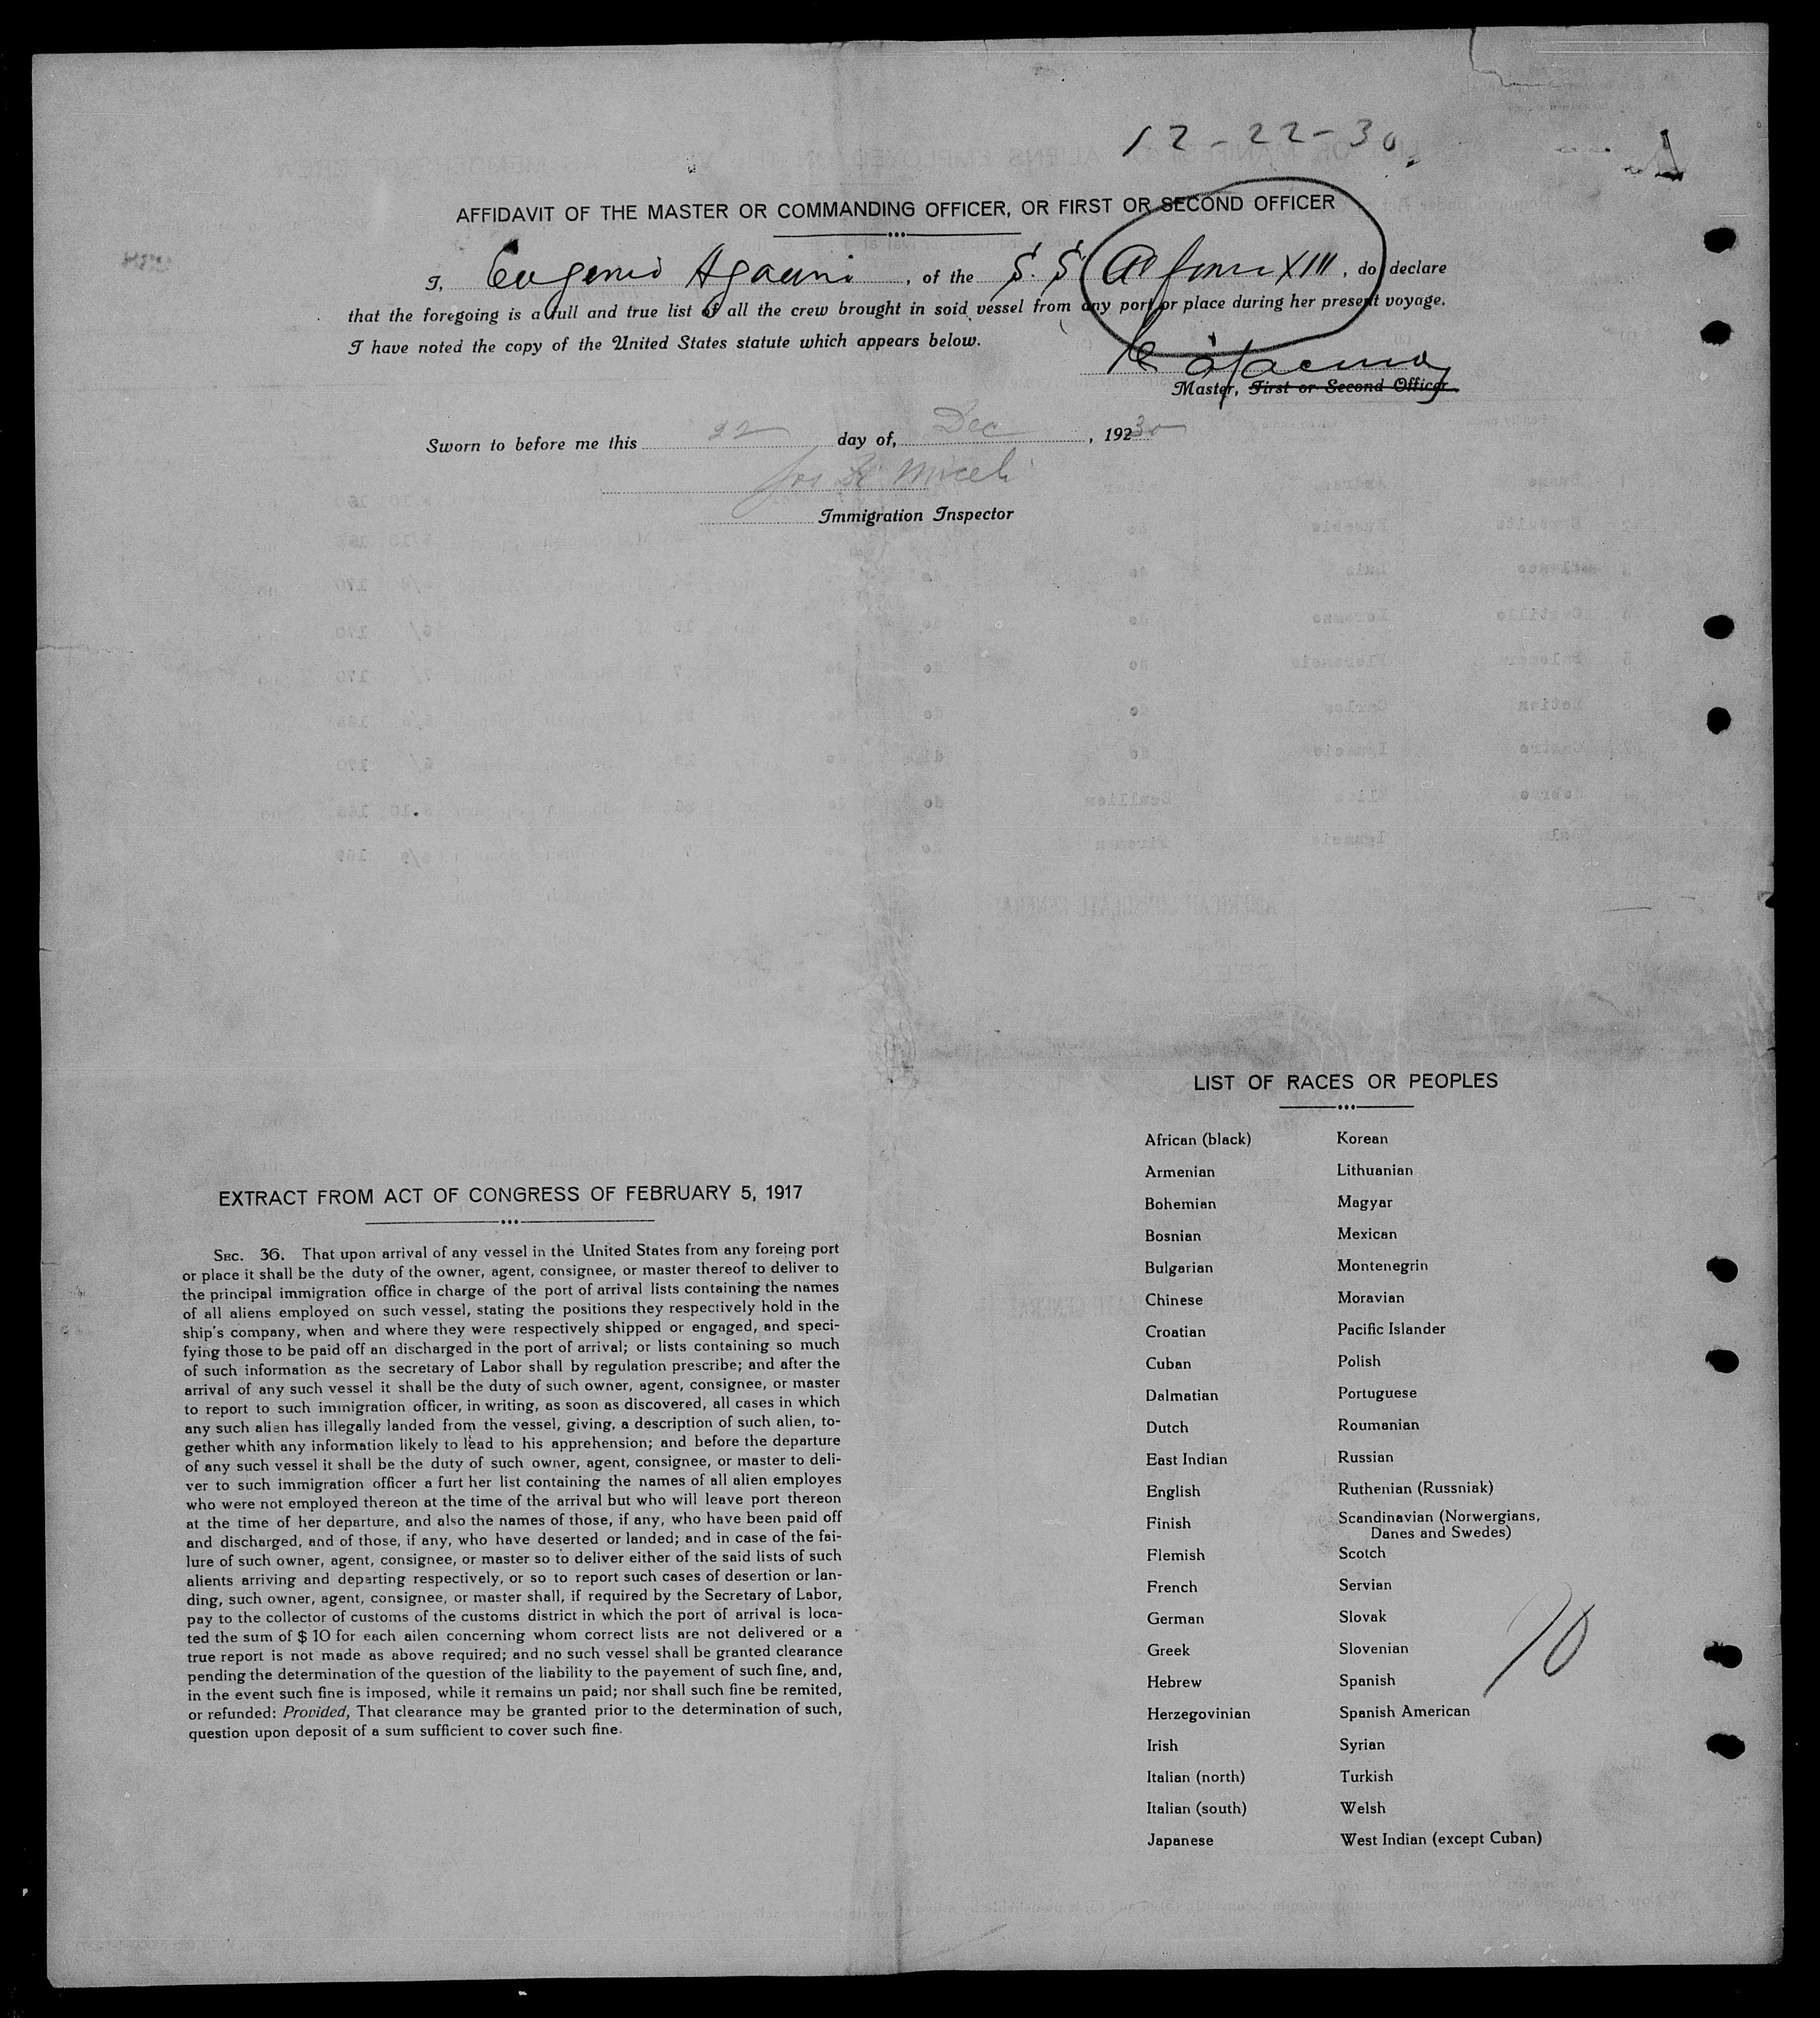 12-22-30.
AFFIDAVIT OF THE MASTER OR COMMANDING OFFICER, OR FIRST OR SECOND OFFICER
I, Eugenio , of the S. S. Alfonso XIII , do declare
that the foregoing is a full and true list of all the crew brought in soid vessel from any port or place during her present voyage.
I have noted the copy of the United States statute which appears below.
Master, First or Second Officer
Sworn to before me this 22 day of, Dec , 19230
Immigration Inspector
LIST OF RACES OR PEOPLES
African (black) Korean
Armenian Lithuanian
Bohemian Magyar
Bosnian Mexican
Bulgarian Montenegrin
Chinese Moravian
Croatian Pacific Islander
Cuban Polish
Dalmatian Portuguese
Dutch Roumanian
East Indian Russian
English Ruthenian (Russniak)
Finish Scandinavian (Norwergians,
Danes and Swedes)
Flemish Scotch
French Servian
German Slovak
Greek Slovenian
Hebrew Spanish
Herzegovinian Spanish American
Irish Syrian
Italian (north) Turkish
Italian (south) Welsh
Japanese West Indian (except Cuban)
10
EXTRACT FROM ACT OF CONGRESS OF FEBRUARY 5, 1917
SEC. 36. That upon arrival of any vessel in the United States from any foreing port
or place it shall be the duty of the owner, agent, consignee, or master thereof to deliver to
the principal immigration office in charge of the port of arrival lists containing the names
of all aliens employed on such vessel, stating the positions they respectively hold in the
ship's company, when and where they were respectively shipped or engaged, and speci-
fying those to be paid off an discharged in the port of arrival; or lists containing so much
of such information as the secretary of Labor shall by regulation prescribe; and after the
arrival of any such vessel it shall be the duty of such owner, agent, consignee, or master
to report to such immigration officer, in writing, as soon as discovered, all cases in which
any such alien has illegally landed from the vessel, giving, a description of such alien, to-
gether whith any information likely to lead to his apprehension; and before the departure
of any such vessel it shall be the duty of such owner, agent, consignee, or master to deli-
ver to such immigration officer a furt her list containing the names of all alien employes
who were not employed thereon at the time of the arrival but who will leave port thereon
at the time of her departure, and also the names of those, if any, who have been paid off
and discharged, and of those, if any, who have deserted or landed; and in case of the fai-
lure of such owner, agent, consignee, or master so to deliver either of the said lists of such
alients arriving and departing respectively, or so to report such cases of desertion or lan-
ding, such owner, agent, consignee, or master shall, if required by the Secretary of Labor,
pay to the collector of customs of the customs district in which the port of arrival is loca-
ted the sum of $ 10 for each ailen concerning whom correct lists are not delivered or a
true report is not made as above required; and no such vessel shall be granted clearance
pending the determination of the question of the liability to the payement of such fine, and,
in the event such fine is imposed, while it remains un paid; nor shall such fine be remited,
or refunded: Provided, That clearance may be granted prior to the determination of such,
question upon deposit of a sum sufficient to cover such fine.